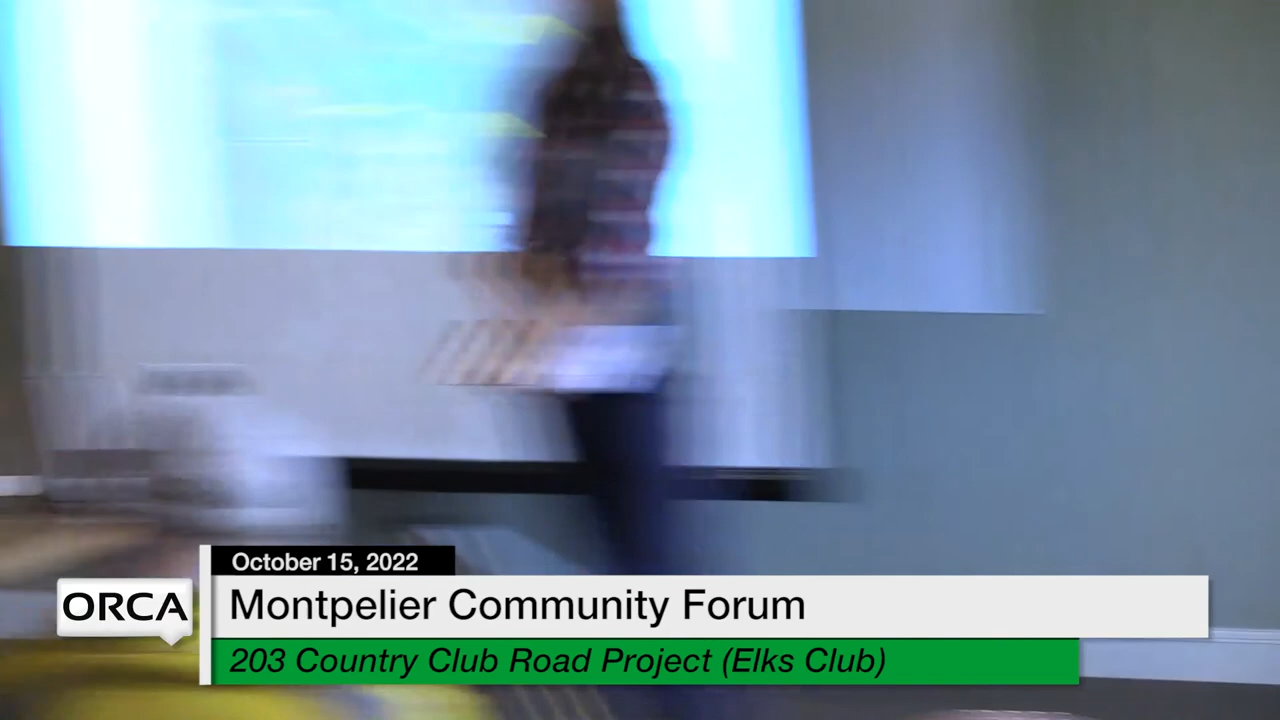 October 15, 2022
Montpelier Community Forum
ORCA
203 Country Club Road Project (Elks Club)